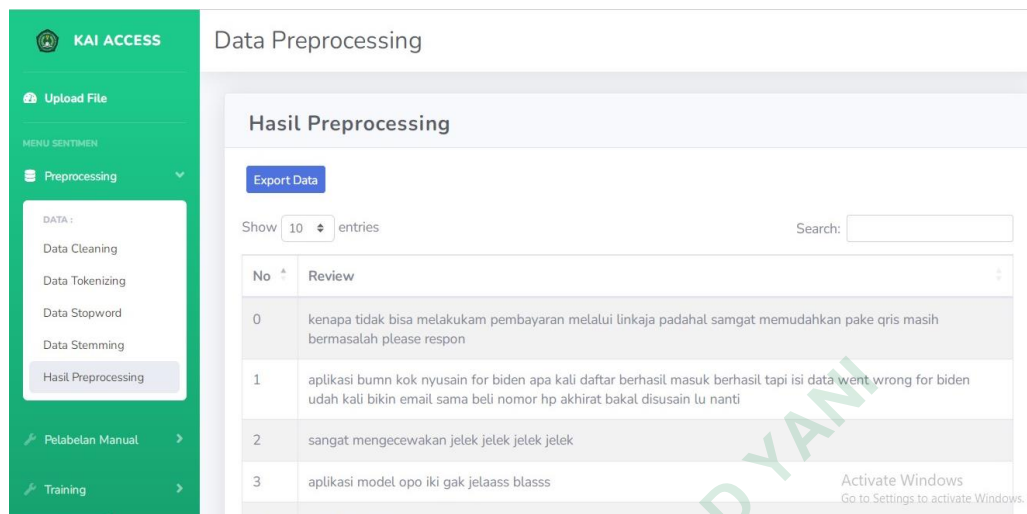 KAI ACCESS
Data Preprocessing
Upload File
MENU SENTIMEN
Preprocessing
DATA :
Data Cleaning
Data Tokenizing
Data Stopword
Data Stemming
Hasil Preprocessing
Pelabelan Manual
Training
Hasil Preprocessing
Export Data
Show 10 entries
Search:
No Review
0 kenapa tidak bisa melakukam pembayaran melalui linkaja padahal samgat memudahkan pake qris masih
bermasalah please respon
1 aplikasi bumn kok nyusain for biden apa kali daftar berhasil masuk berhasil tapi isi data went wrong for biden
udah kali bikin email sama beli nomor hp akhirat bakal disusain lu nanti
2 sangat mengecewakan jelek jelek jelek jelek
3 aplikasi model opo iki gak jelaass blasss
D YANI
Activate Windows
Go to Settings to activate Windows.